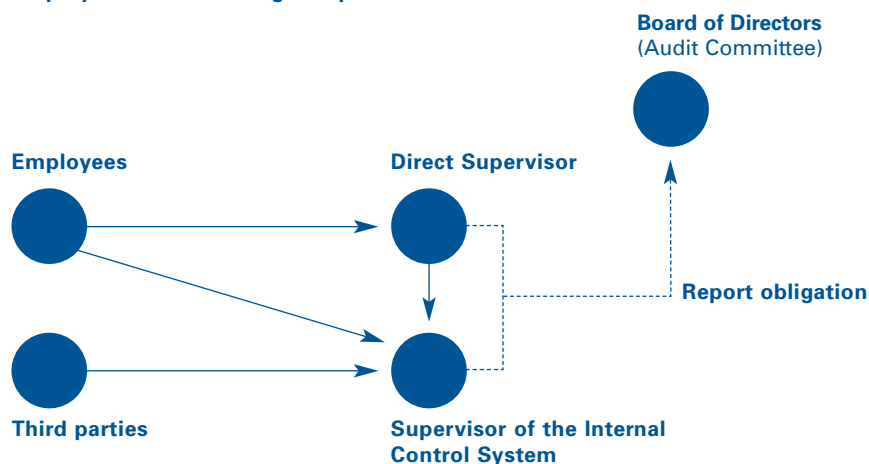 Board of Directors
(Audit Committee)
Employees
Direct Supervisor
Report obligation
Third parties
Supervisor of the Internal
Control System